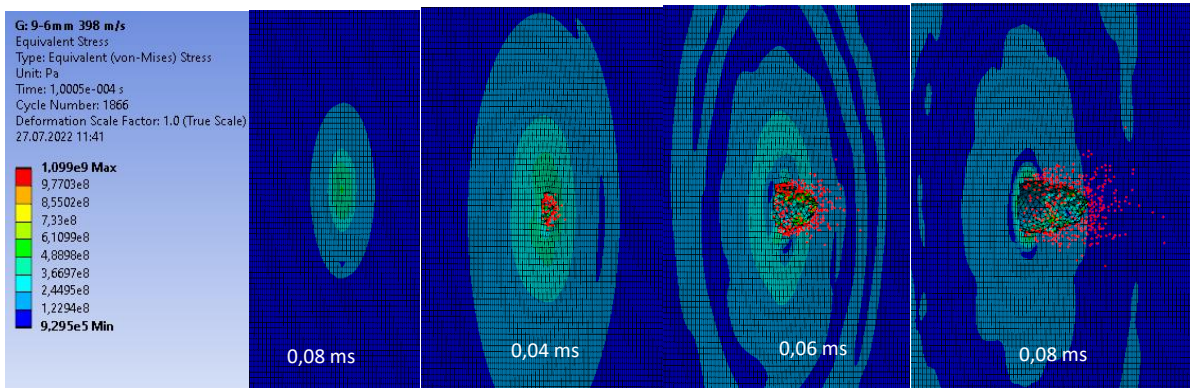 G: 9-6mm 398 m/s
Equivalent Stress
Type: Equivalent (von-Mises) Stress
Unit: Pa
Time: 1,0005e-004 s
Cycle Number: 1866
Deformation Scale Factor: 1.0 (True Scale)
27.07.2022 11:41
1,099e9 Max
9,7703e8
8,5502e8
7,33e8
6,1099e8
4,8898e8
3,6697e8
2,4495e8
1,2294e8
9,295e5 Min
0,08 ms
0,04 ms
0,06 ms
0,08 ms